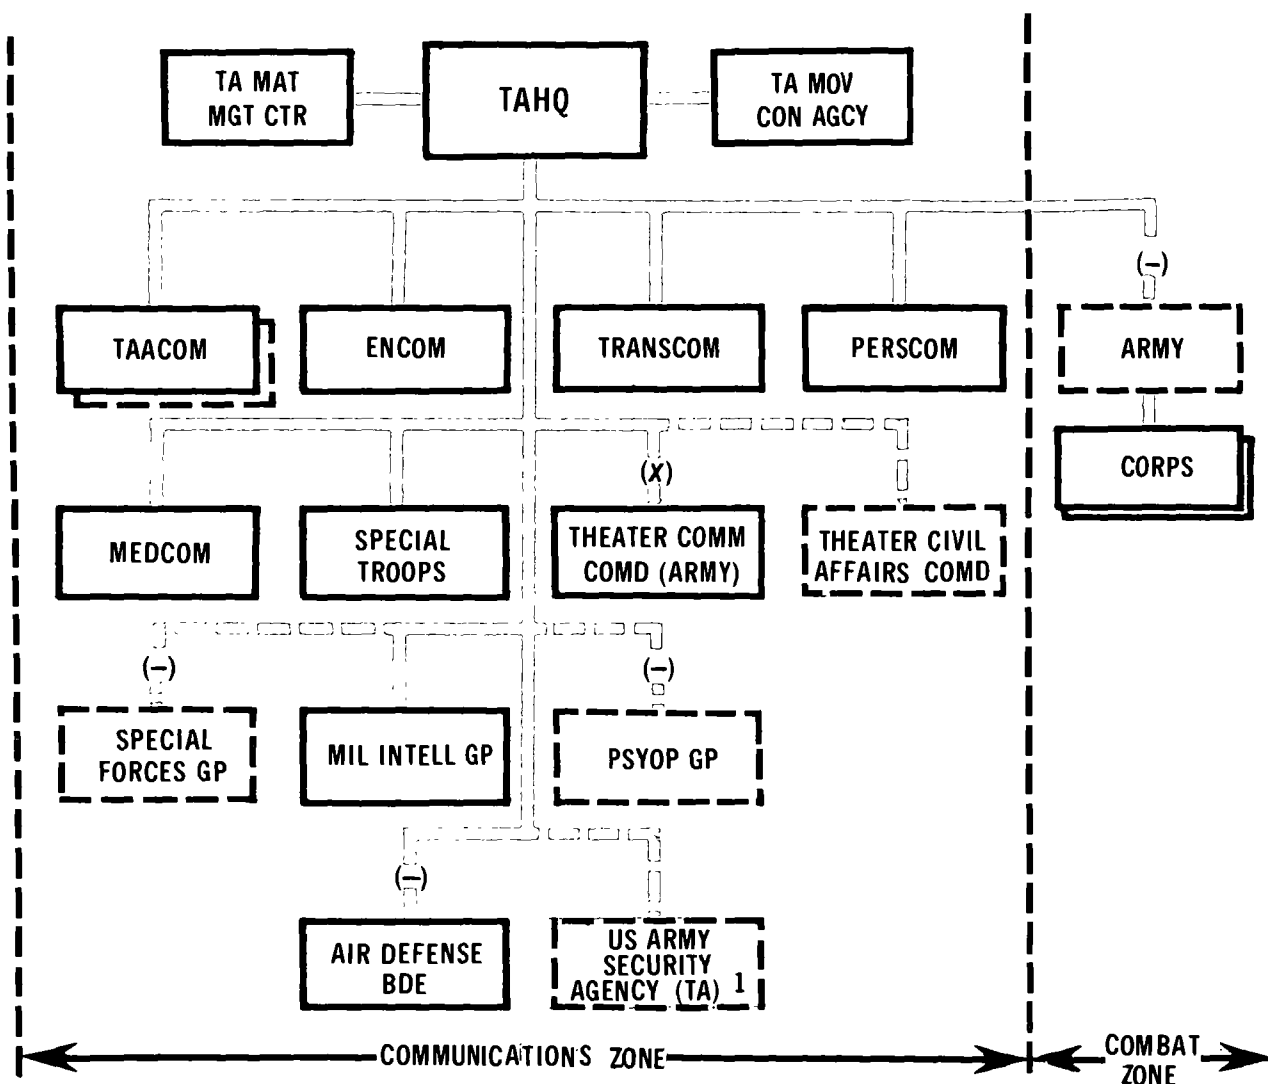 TA MAT
MGT CTR
TAHQ
TA MOV
CON AGCY
(-)
TAACOM
ENCOM
TRANSCOM
PERSCOM
ARMY
CORPS
(X)
MEDCOM
SPECIAL
TROOPS
THEATER COMM
COMD (ARMY)
THEATER CIVIL
AFFAIRS COMD
(-)
(-)
SPECIAL
FORCES GP
MIL INTELL GP
PSYOP GP
(-)
AIR DEFENSE
BDE
US ARMY
SECURITY
AGENCY (TA) 1
COMMUNICATIONS ZONE
COMBAT
ZONE